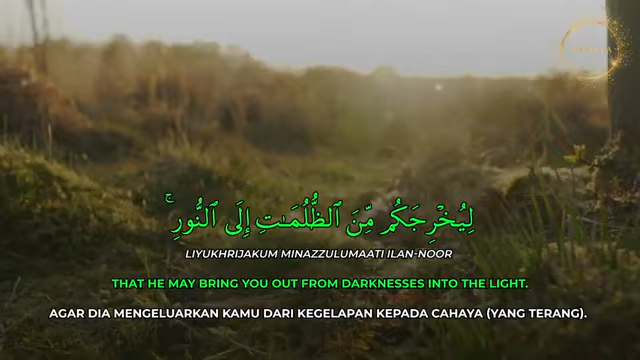 لِيُخْرِجَكُم مِّنَ ٱلظُّلُمَـٰتِ إِلَى ٱلنُّورِ ۚ
LIYUKHRIJAKUM MINAZZULUMAATI ILAN-NOOR
THAT HE MAY BRING YOU OUT FROM DARKNESSES INTO THE LIGHT.
AGAR DIA MENGELUARKAN KAMU DARI KEGELAPAN KEPADA CAHAYA (YANG TERANG).